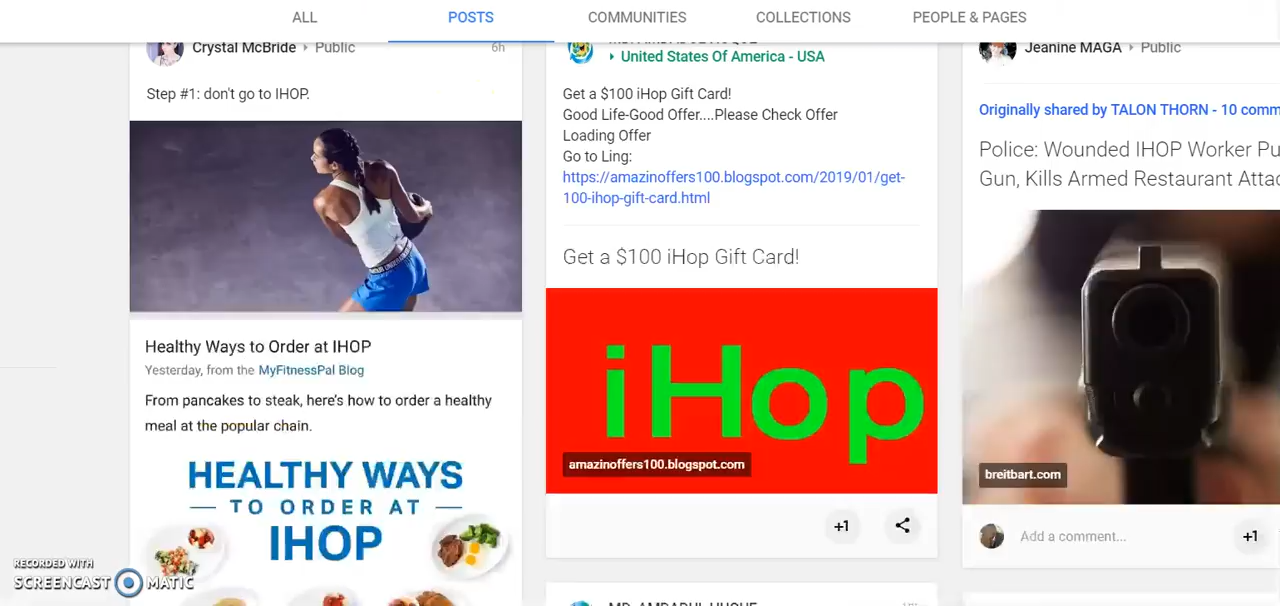 ALL
POSTS
COMMUNITIES
COLLECTIONS
PEOPLE & PAGES
Crystal McBride ‣ Public
6h
Step #1: don't go to IHOP.
Healthy Ways to Order at IHOP
Yesterday, from the MyFitnessPal Blog
From pancakes to steak, here's how to order a healthy
meal at the popular chain.
HEALTHY WAYS
TO ORDER AT
IHOP
RECORDED WITH
SCREENCAST MATIC
‣ United States Of America - USA
Get a $100 iHop Gift Card!
Good Life-Good Offer....Please Check Offer
Loading Offer
Go to Ling:
https://amazinoffers100.blogspot.com/2019/01/get-
100-ihop-gift-card.html
Get a $100 iHop Gift Card!
iHop
amazinoffers100.blogspot.com
+1
Jeanine MAGA ‣ Public
Originally shared by TALON THORN - 10 comm
Police: Wounded IHOP Worker Pu
Gun, Kills Armed Restaurant Attac
breitbart.com
Add a comment...
+1